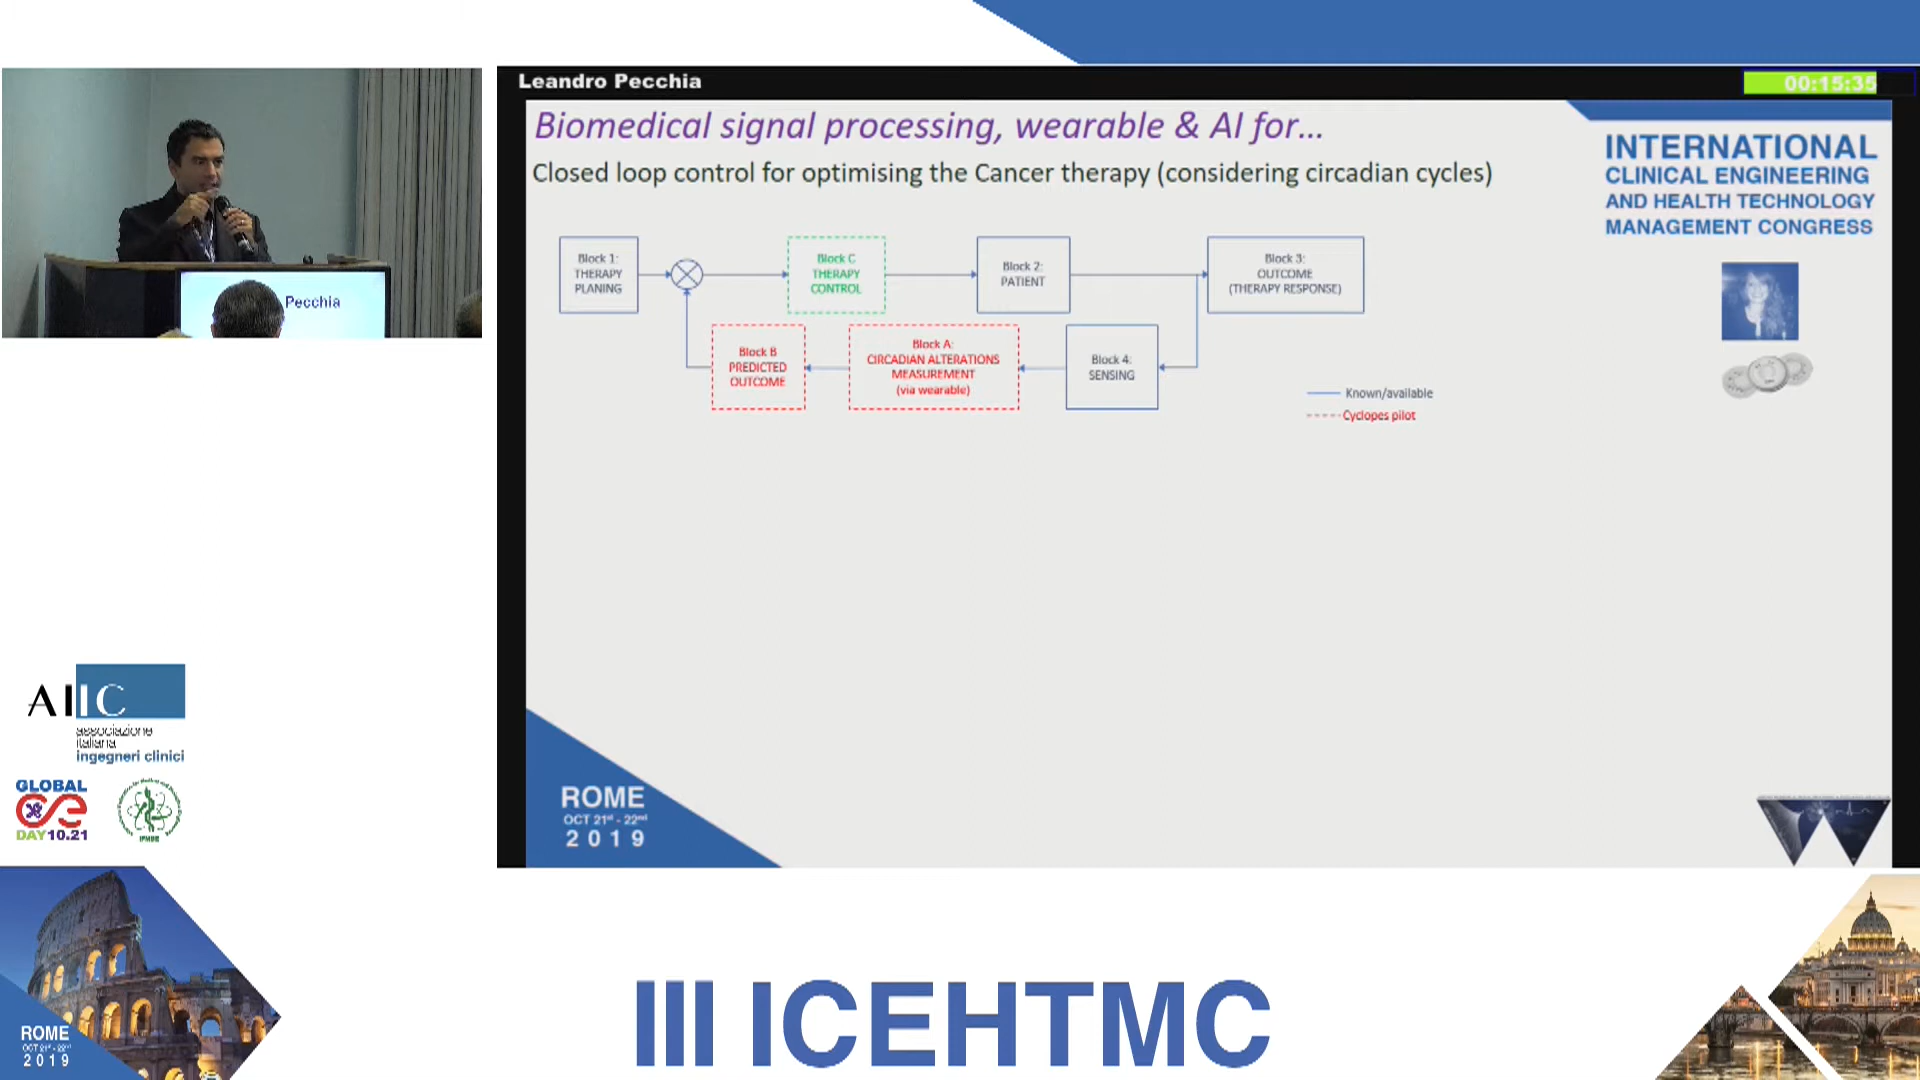 Leandro Pecchia
00:15:35
Biomedical signal processing, wearable & AI for...
Closed loop control for optimising the Cancer therapy (considering circadian cycles)
INTERNATIONAL
CLINICAL ENGINEERING
AND HEALTH TECHNOLOGY
MANAGEMENT CONGRESS
Block 1:
THERAPY
PLANING
Block C
THERAPY
CONTROL
Block 2:
PATIENT
Block 3:
OUTCOME
(THERAPY RESPONSE)
Block B
PREDICTED
OUTCOME
Block A:
CIRCADIAN ALTERATIONS
MEASUREMENT
(via wearable)
Block 4:
SENSING
Known/available
Cyclopes pilot
Pecchia
ROME
OCT 21st - 22nd
2019
AIIC
associazione
italiana
ingegneri clinici
GLOBAL
CE
DAY 10.21
IFMBE
ROME
OCT 21st - 22nd
2019
III ICEHTMC